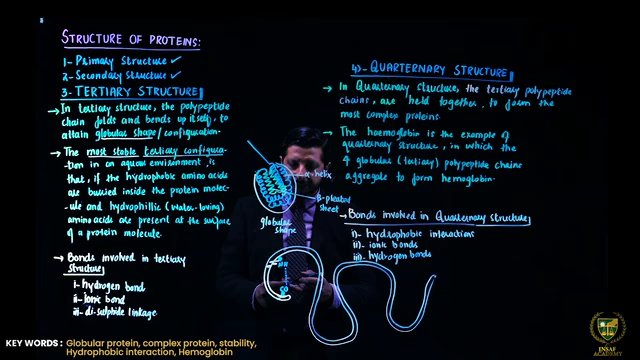 STRUCTURE OF PROTEINS:
1- Primary Structure ✓
2- Secondary Structure ✓
3- TERTIARY STRUCTURE
→ In tertiary structure, the polypeptide
chain folds and bends up itself, to
attain globular shape/configuration.
→ The most stable tertiary configura-
tion in an aquous environment, is
that, if the hydrophobic amino acids
are burried inside the protein molec-
ule and hydrophillic (water-loving)
amino acids are present at the surface
of a protein molecule.
→ Bonds involved in tertiary
structure
i- hydrogen bond
ii- ionic bond
iii- di-sulphide linkage
α-helix
β-pleated
sheet
globular
shape
4)- QUARTERNARY STRUCTURE
→ In Quarternary structure, the tertiary polypeptide
chains, are held together, to form the
most complex proteins.
→ The haemoglobin is the example of
quarternary structure, in which the
4 globular (tertiary) polypeptide chains
aggregate to form hemoglobin.
→ Bonds involved in Quarternary structure
i)- hydrophobic interactions
ii)- ionic bonds
iii)- hydrogen bonds
KEY WORDS : Globular protein, complex protein, stability,
Hydrophobic interaction, Hemoglobin
INSAF
ACADEMY